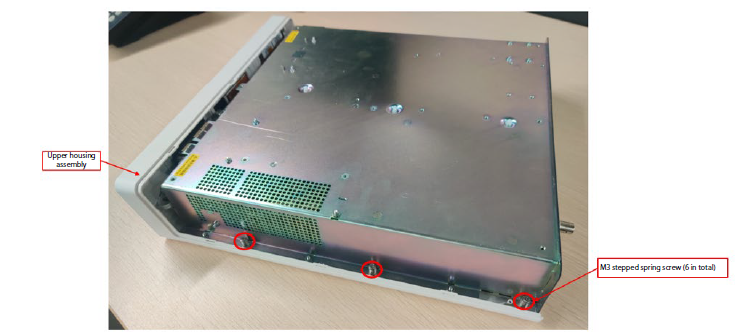 Upper housing
assembly
M3 stepped spring screw (6 in total)